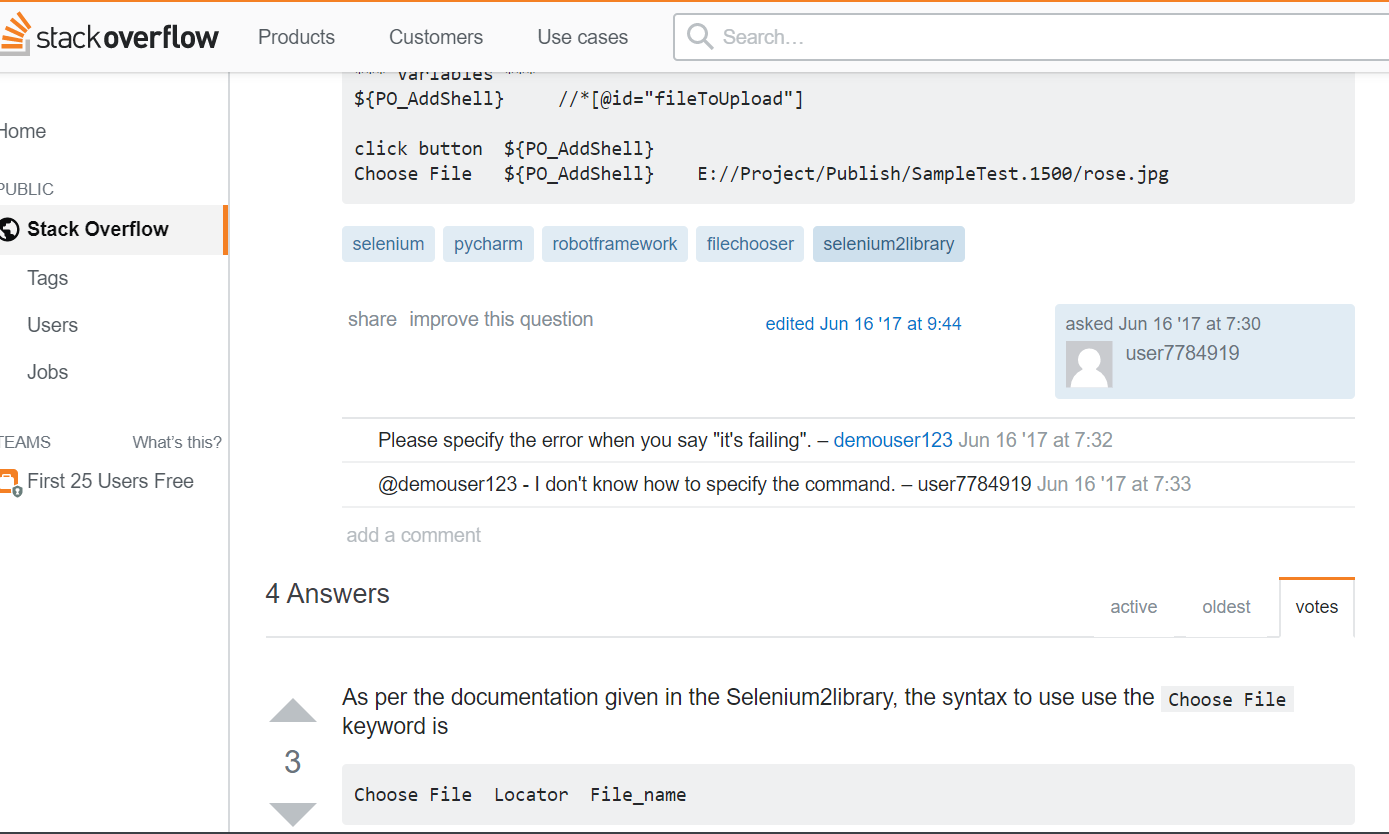 stackoverflow Products Customers Use cases Search...
*** Variables ***
${PO_AddShell} //*[@id="fileToUpload"]
click button ${PO_AddShell}
Choose File ${PO_AddShell} E://Project/Publish/SampleTest.1500/rose.jpg
Home
PUBLIC
Stack Overflow
Tags
Users
Jobs
TEAMS What's this?
First 25 Users Free
selenium pycharm robotframework filechooser selenium2library
share improve this question
edited Jun 16 '17 at 9:44
asked Jun 16 '17 at 7:30
user7784919
Please specify the error when you say "it's failing". – demouser123 Jun 16 '17 at 7:32
@demouser123 - I don't know how to specify the command. – user7784919 Jun 16 '17 at 7:33
add a comment
4 Answers
active oldest votes
3
As per the documentation given in the Selenium2library, the syntax to use use the Choose File
keyword is
Choose File Locator File_name